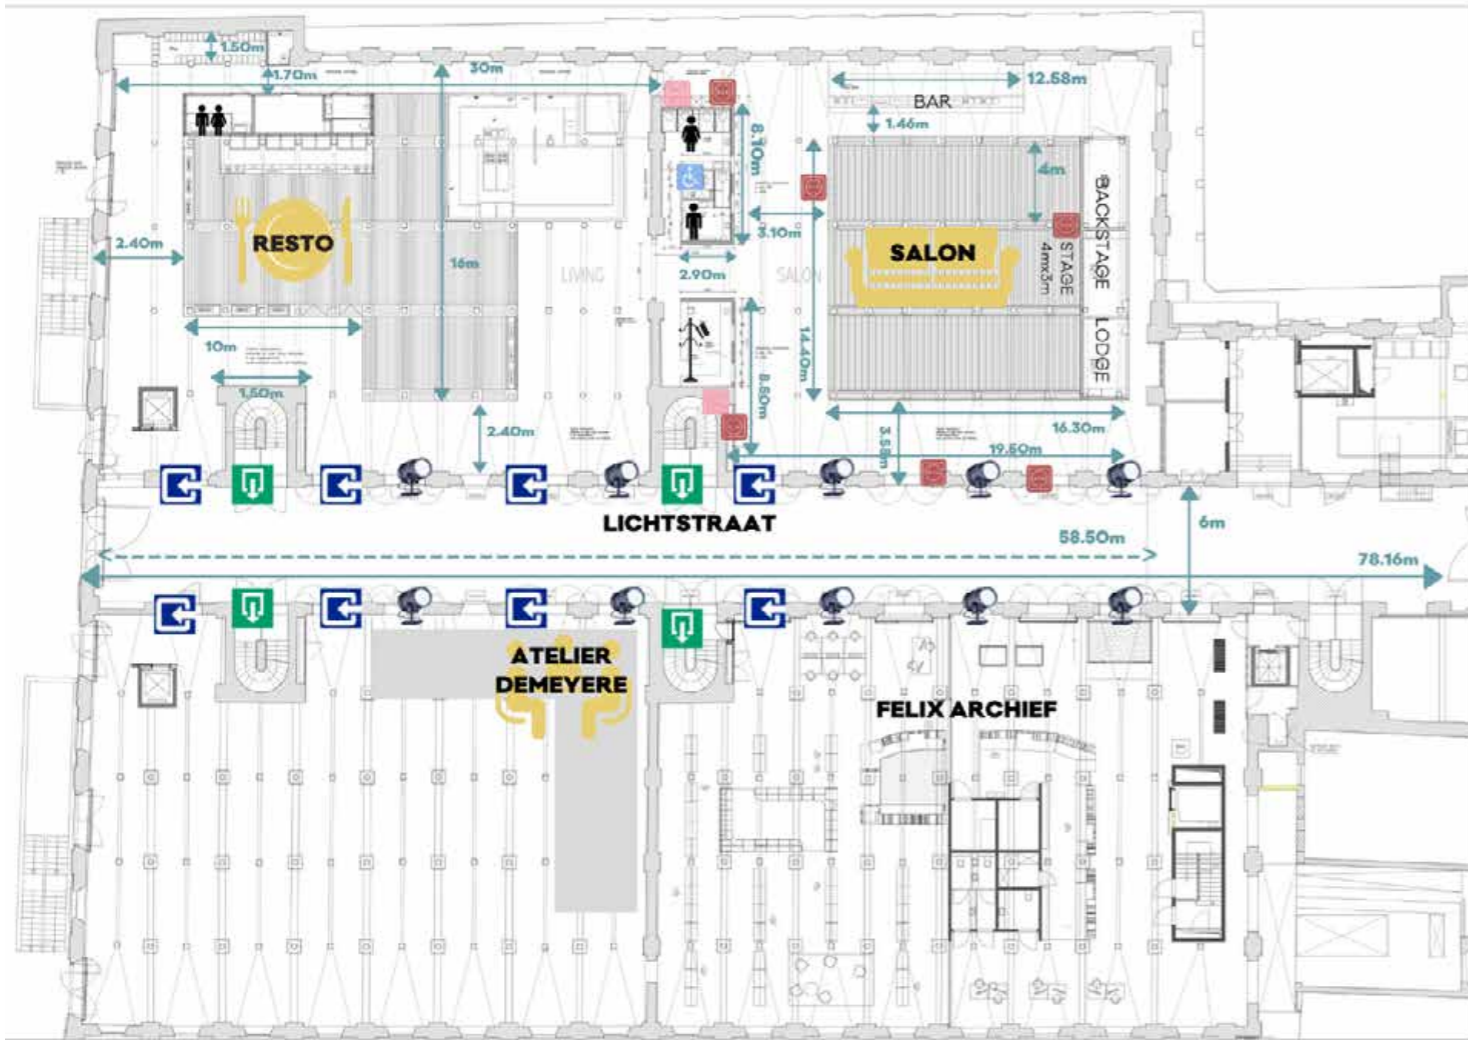 1.50m
1.70m
30m
12.58m
BAR
1.46m
8.10m
4m
BACKSTAGE
RESTO
2.40m
16m
LIVING
3.10m
2.90m
SALON
SALON
STAGE
4mx3m
10m
14.40m
LODGE
1.50m
8.50m
2.40m
3.58m
16.30m
19.50m
LICHTSTRAAT
58.50m
6m
78.16m
ATELIER
DEMEYERE
FELIX ARCHIEF